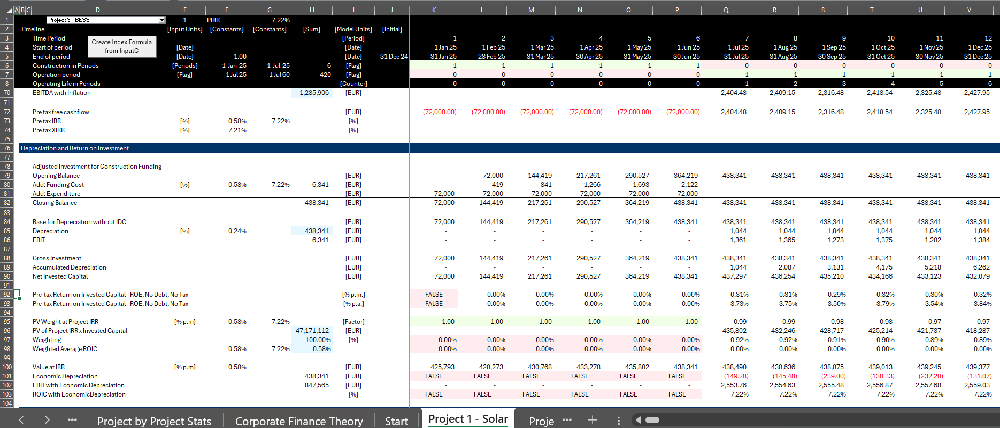 A B C D E F G H I J K L M N O P Q R S T U V
1 Project 3 - BESS 1 PIRR 7.22%
2 Timeline [Input Units] [Constants] [Constants] [Sum] [Model Units] [Initial]
3 Time Period [Period] 1 2 3 4 5 6 7 8 9 10 11 12
Create Index Formula from InputC
4 Start of period [Date] [Date] 1 Jan 25 1 Feb 25 1 Mar 25 1 Apr 25 1 May 25 1 Jun 25 1 Jul 25 1 Aug 25 1 Sep 25 1 Oct 25 1 Nov 25 1 Dec 25
5 End of period [Date] 1.00 [Date] 31 Dec 24 31 Jan 25 28 Feb 25 31 Mar 25 30 Apr 25 31 May 25 30 Jun 25 31 Jul 25 31 Aug 25 30 Sep 25 31 Oct 25 30 Nov 25 31 Dec 25
6 Construction in Periods [Periods] 1-Jan-25 1-Jul-25 6 [Flag] 1 1 1 1 1 1 0 0 0 0 0 0
7 Operation period [Flag] 1 Jul 25 1 Jul 60 420 [Flag] 0 0 0 0 0 0 1 1 1 1 1 1
8 Operating Life in Periods [Counter] 0 0 0 0 0 0 1 2 3 4 5 6
70 EBITDA with Inflation 1,285,906 [EUR] - - - - - - 2,404.48 2,409.15 2,316.48 2,418.54 2,325.48 2,427.95
71
72 Pre tax free cashflow [EUR] (72,000.00) (72,000.00) (72,000.00) (72,000.00) (72,000.00) (72,000.00) 2,404.48 2,409.15 2,316.48 2,418.54 2,325.48 2,427.95
73 Pre tax IRR [%] 0.58% 7.22% [%]
74 Pre tax XIRR [%] 7.21% [%]
75
76 Depreciation and Return on Investment
77
78 Adjusted Investment for Construction Funding
79 Opening Balance [EUR] - 72,000 144,419 217,261 290,527 364,219 438,341 438,341 438,341 438,341 438,341 438,341
80 Add: Funding Cost [%] 0.58% 7.22% 6,341 [EUR] - 419 841 1,266 1,693 2,122 - - - - - -
81 Add: Expenditure [EUR] 72,000 72,000 72,000 72,000 72,000 72,000 - - - - - -
82 Closing Balance 438,341 [EUR] 72,000 144,419 217,261 290,527 364,219 438,341 438,341 438,341 438,341 438,341 438,341 438,341
83
84 Base for Depreciation without IDC [EUR] 72,000 144,419 217,261 290,527 364,219 438,341 438,341 438,341 438,341 438,341 438,341 438,341
85 Depreciation [%] 0.24% 438,341 [EUR] - - - - - - 1,044 1,044 1,044 1,044 1,044 1,044
86 EBIT 6,341 [EUR] - - - - - - 1,361 1,365 1,273 1,375 1,282 1,384
87
88 Gross Investment [EUR] 72,000 144,419 217,261 290,527 364,219 438,341 438,341 438,341 438,341 438,341 438,341 438,341
89 Accumulated Depreciation [EUR] - - - - - - 1,044 2,087 3,131 4,175 5,218 6,262
90 Net Invested Capital [EUR] 72,000 144,419 217,261 290,527 364,219 438,341 437,297 436,254 435,210 434,166 433,123 432,079
91
92 Pre-tax Return on Invested Capital - ROE, No Debt, No Tax [% p.m.] FALSE 0.00% 0.00% 0.00% 0.00% 0.00% 0.31% 0.31% 0.29% 0.32% 0.30% 0.32%
93 Pre-tax Return on Invested Capital - ROE, No Debt, No Tax [% p.a.] FALSE 0.00% 0.00% 0.00% 0.00% 0.00% 3.73% 3.75% 3.50% 3.79% 3.54% 3.84%
94
95 PV Weight at Project IRR [% p.m] 0.58% 7.22% [Factor] 1.00 1.00 1.00 1.00 1.00 1.00 0.99 0.99 0.98 0.98 0.97 0.97
96 PV of Project IRR x Invested Capital 47,171,112 [EUR] - - - - - - 435,802 432,246 428,717 425,214 421,737 418,287
97 Weighting 100.00% [%] 0.00% 0.00% 0.00% 0.00% 0.00% 0.00% 0.92% 0.92% 0.91% 0.90% 0.89% 0.89%
98 Weighted Average ROIC 0.58% 7.22% 0.58% 0.00% 0.00% 0.00% 0.00% 0.00% 0.00% 0.00% 0.00% 0.00% 0.00% 0.00% 0.00%
99
100 Value at IRR [% p.m] 0.58% [EUR] 425,793 428,273 430,768 433,278 435,802 438,341 438,490 438,636 438,875 439,013 439,245 439,377
101 Economic Depreciation 438,341 [EUR] FALSE FALSE FALSE FALSE FALSE FALSE (149.28) (145.48) (239.00) (138.33) (232.20) (131.07)
102 EBIT with Economic Depreciation 847,565 [EUR] - - - - - - 2,553.76 2,554.63 2,555.48 2,556.87 2,557.68 2,559.03
103 ROIC with EconomicDepreciation [%] FALSE FALSE FALSE FALSE FALSE FALSE 7.22% 7.22% 7.22% 7.22% 7.22% 7.22%
104
Project by Project Stats Corporate Finance Theory Start Project 1 - Solar Proje